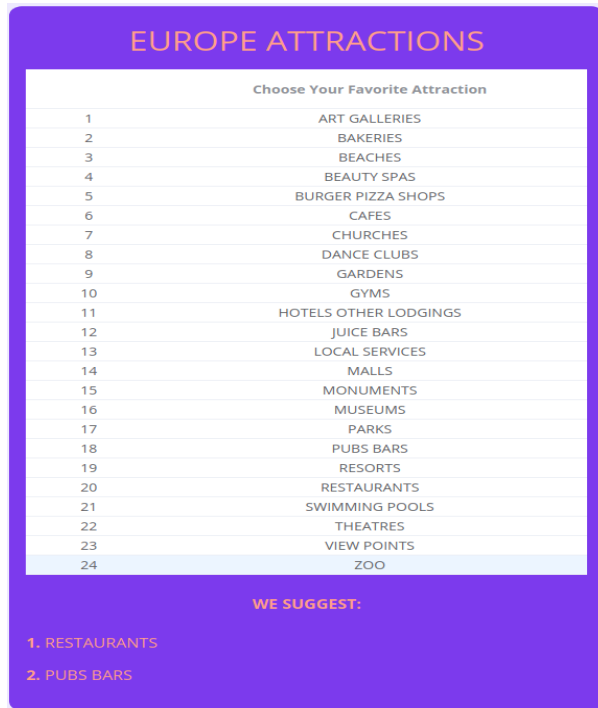 EUROPE ATTRACTIONS
Choose Your Favorite Attraction
1 ART GALLERIES
2 BAKERIES
3 BEACHES
4 BEAUTY SPAS
5 BURGER PIZZA SHOPS
6 CAFES
7 CHURCHES
8 DANCE CLUBS
9 GARDENS
10 GYMS
11 HOTELS OTHER LODGINGS
12 JUICE BARS
13 LOCAL SERVICES
14 MALLS
15 MONUMENTS
16 MUSEUMS
17 PARKS
18 PUBS BARS
19 RESORTS
20 RESTAURANTS
21 SWIMMING POOLS
22 THEATRES
23 VIEW POINTS
24 ZOO
WE SUGGEST:
1. RESTAURANTS
2. PUBS BARS